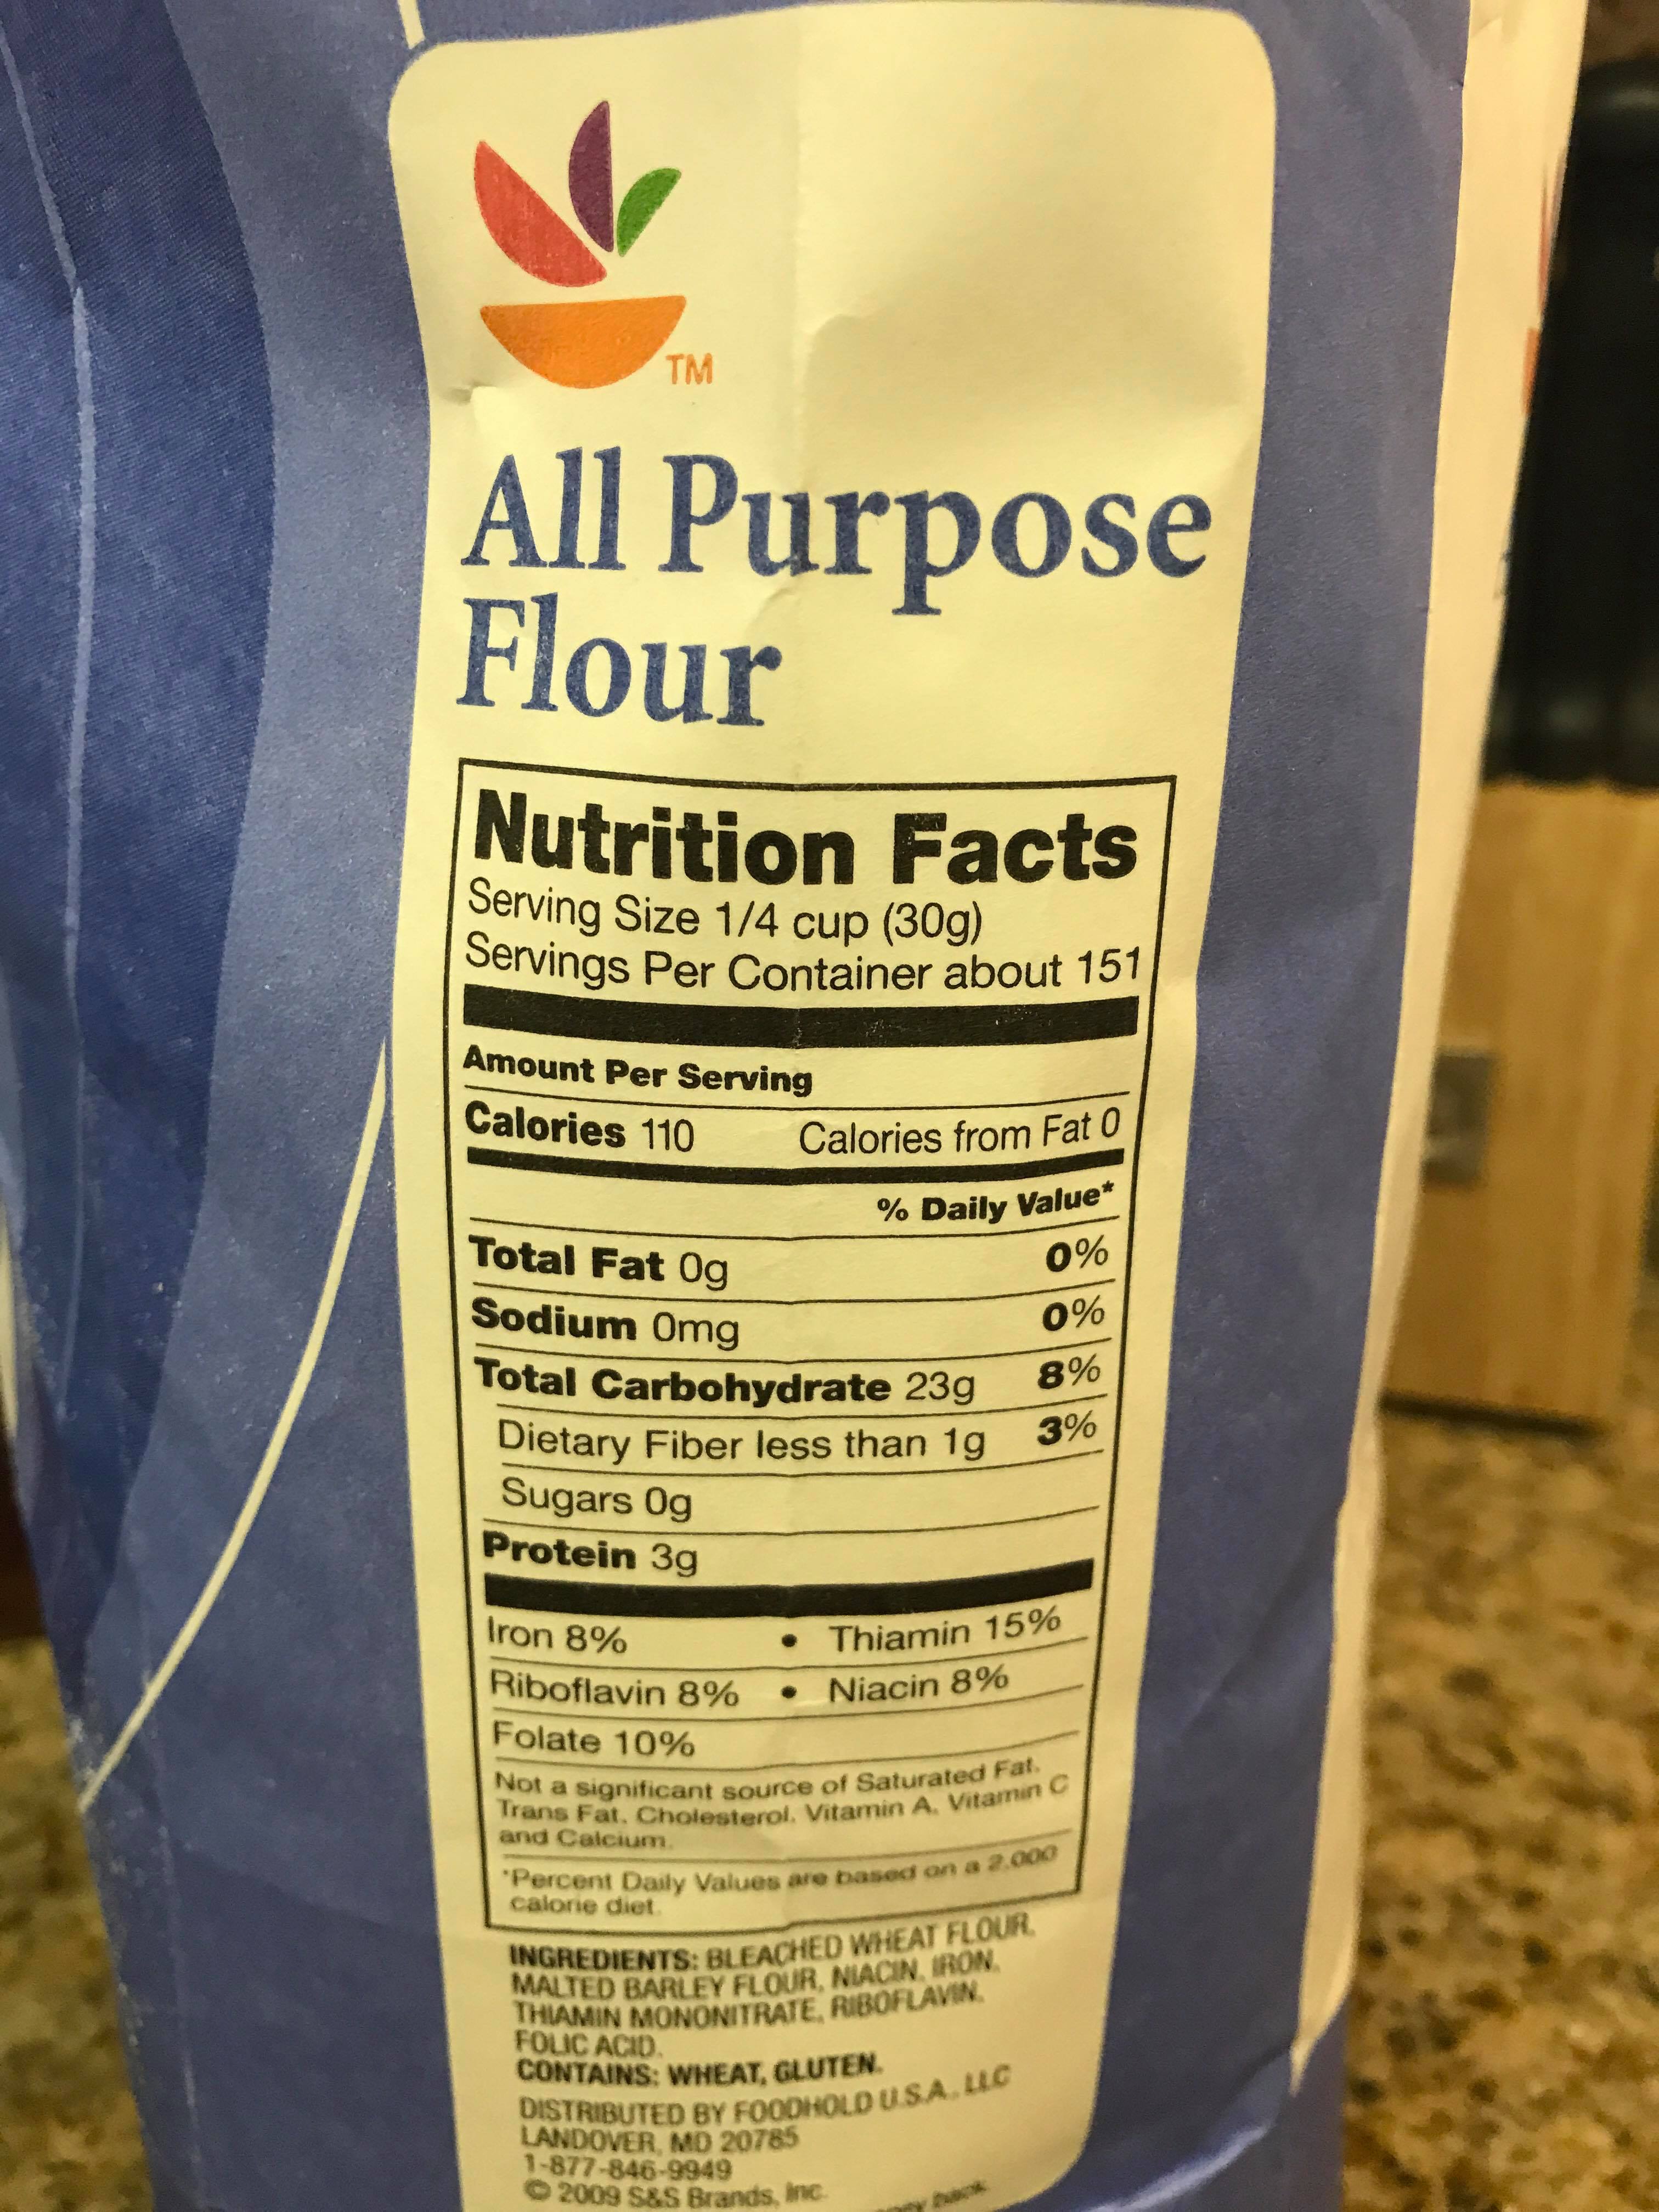 TM
All Purpose
Flour
Nutrition Facts
Serving Size 1/4 cup (30g)
Servings Per Container about 151
Amount Per Serving
Calories 110 Calories from Fat 0
% Daily Value*
Total Fat 0g 0%
Sodium 0mg 0%
Total Carbohydrate 23g 8%
Dietary Fiber less than 1g 3%
Sugars 0g
Protein 3g
Iron 8% • Thiamin 15%
Riboflavin 8% • Niacin 8%
Folate 10%
Not a significant source of Saturated Fat,
Trans Fat, Cholesterol, Vitamin A, Vitamin C
and Calcium.
*Percent Daily Values are based on a 2,000
calorie diet.
INGREDIENTS: BLEACHED WHEAT FLOUR,
MALTED BARLEY FLOUR, NIACIN, IRON,
THIAMIN MONONITRATE, RIBOFLAVIN,
FOLIC ACID.
CONTAINS: WHEAT, GLUTEN.
DISTRIBUTED BY FOODHOLD U.S.A., LLC
LANDOVER, MD 20785
1-877-846-9949
© 2009 S&S Brands, Inc.
back